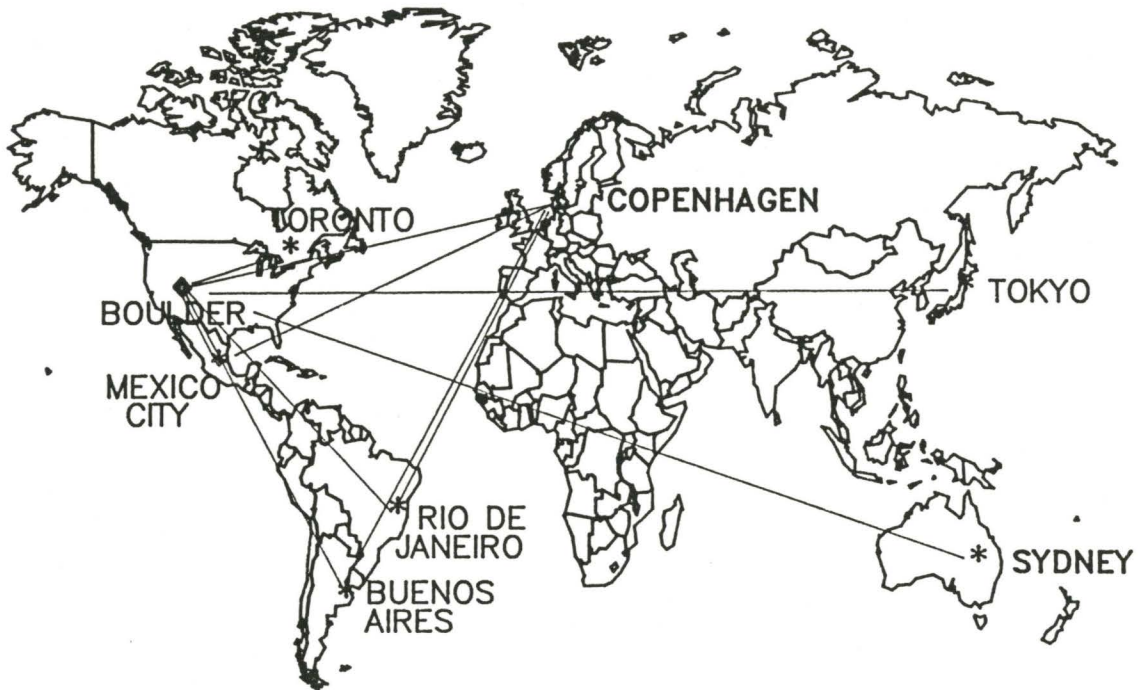 TORONTO
COPENHAGEN
BOULDER
TOKYO
MEXICO
CITY
RIO DE
JANEIRO
SYDNEY
BUENOS
AIRES